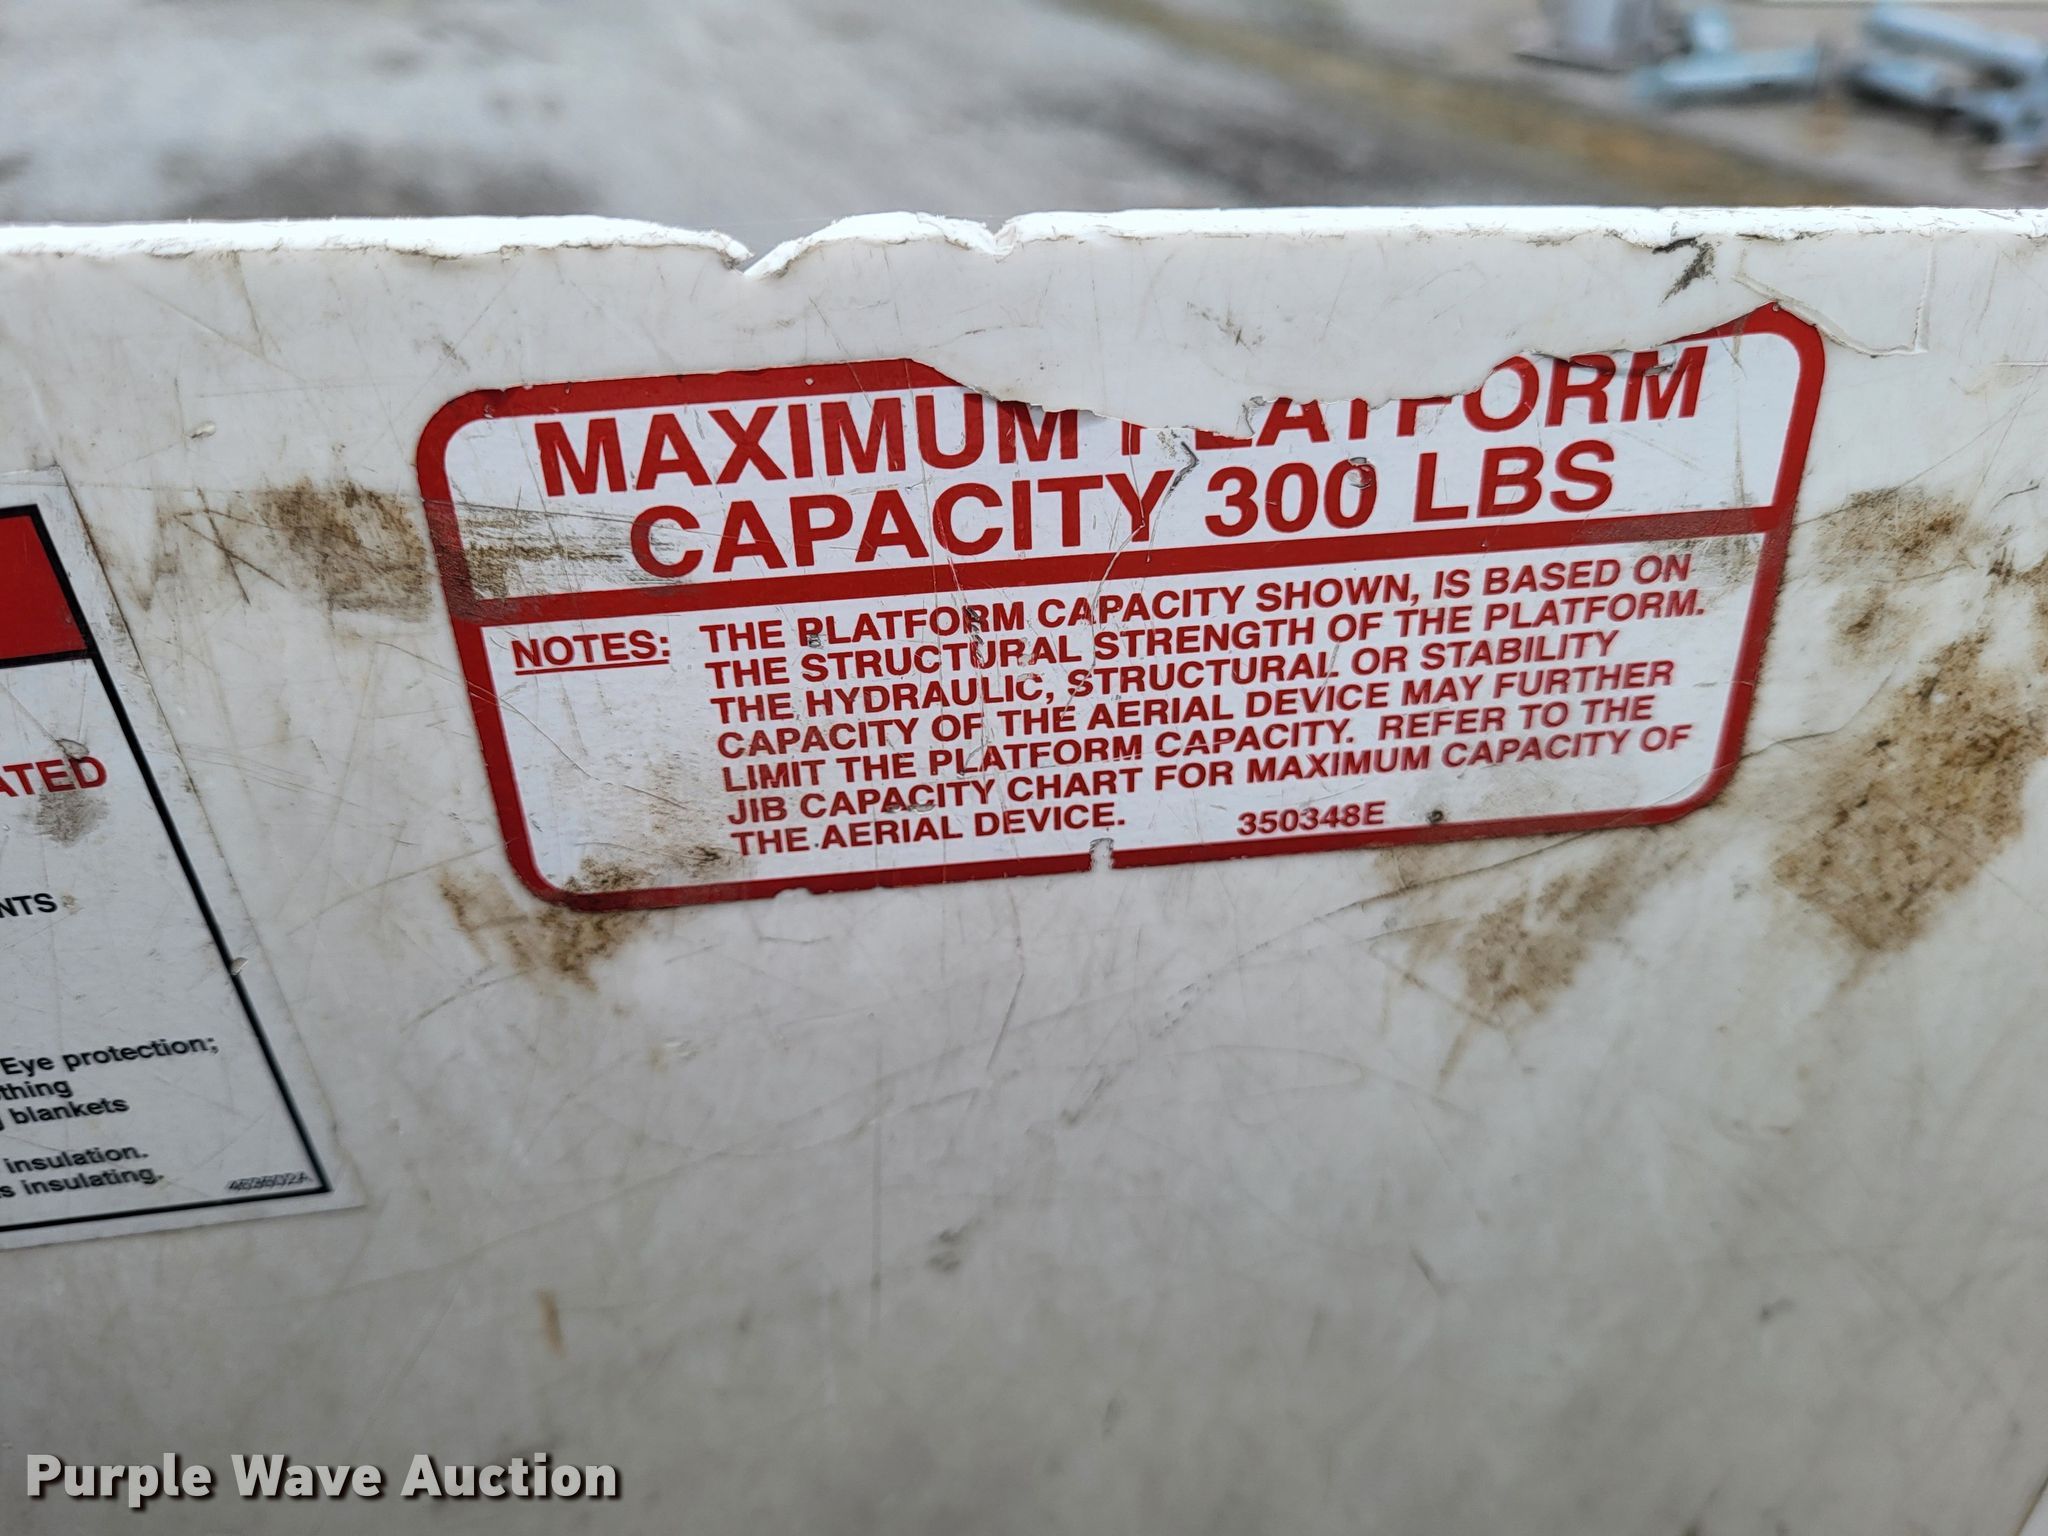 MAXIMUM PLATFORM
CAPACITY 300 LBS
NOTES: THE PLATFORM CAPACITY SHOWN, IS BASED ON
THE STRUCTURAL STRENGTH OF THE PLATFORM.
THE HYDRAULIC, STRUCTURAL OR STABILITY
CAPACITY OF THE AERIAL DEVICE MAY FURTHER
LIMIT THE PLATFORM CAPACITY. REFER TO THE
JIB CAPACITY CHART FOR MAXIMUM CAPACITY OF
THE AERIAL DEVICE. 350348E
ATED
NTS
Eye protection;
thing
blankets
insulation.
s insulating.
463602A
Purple Wave Auction